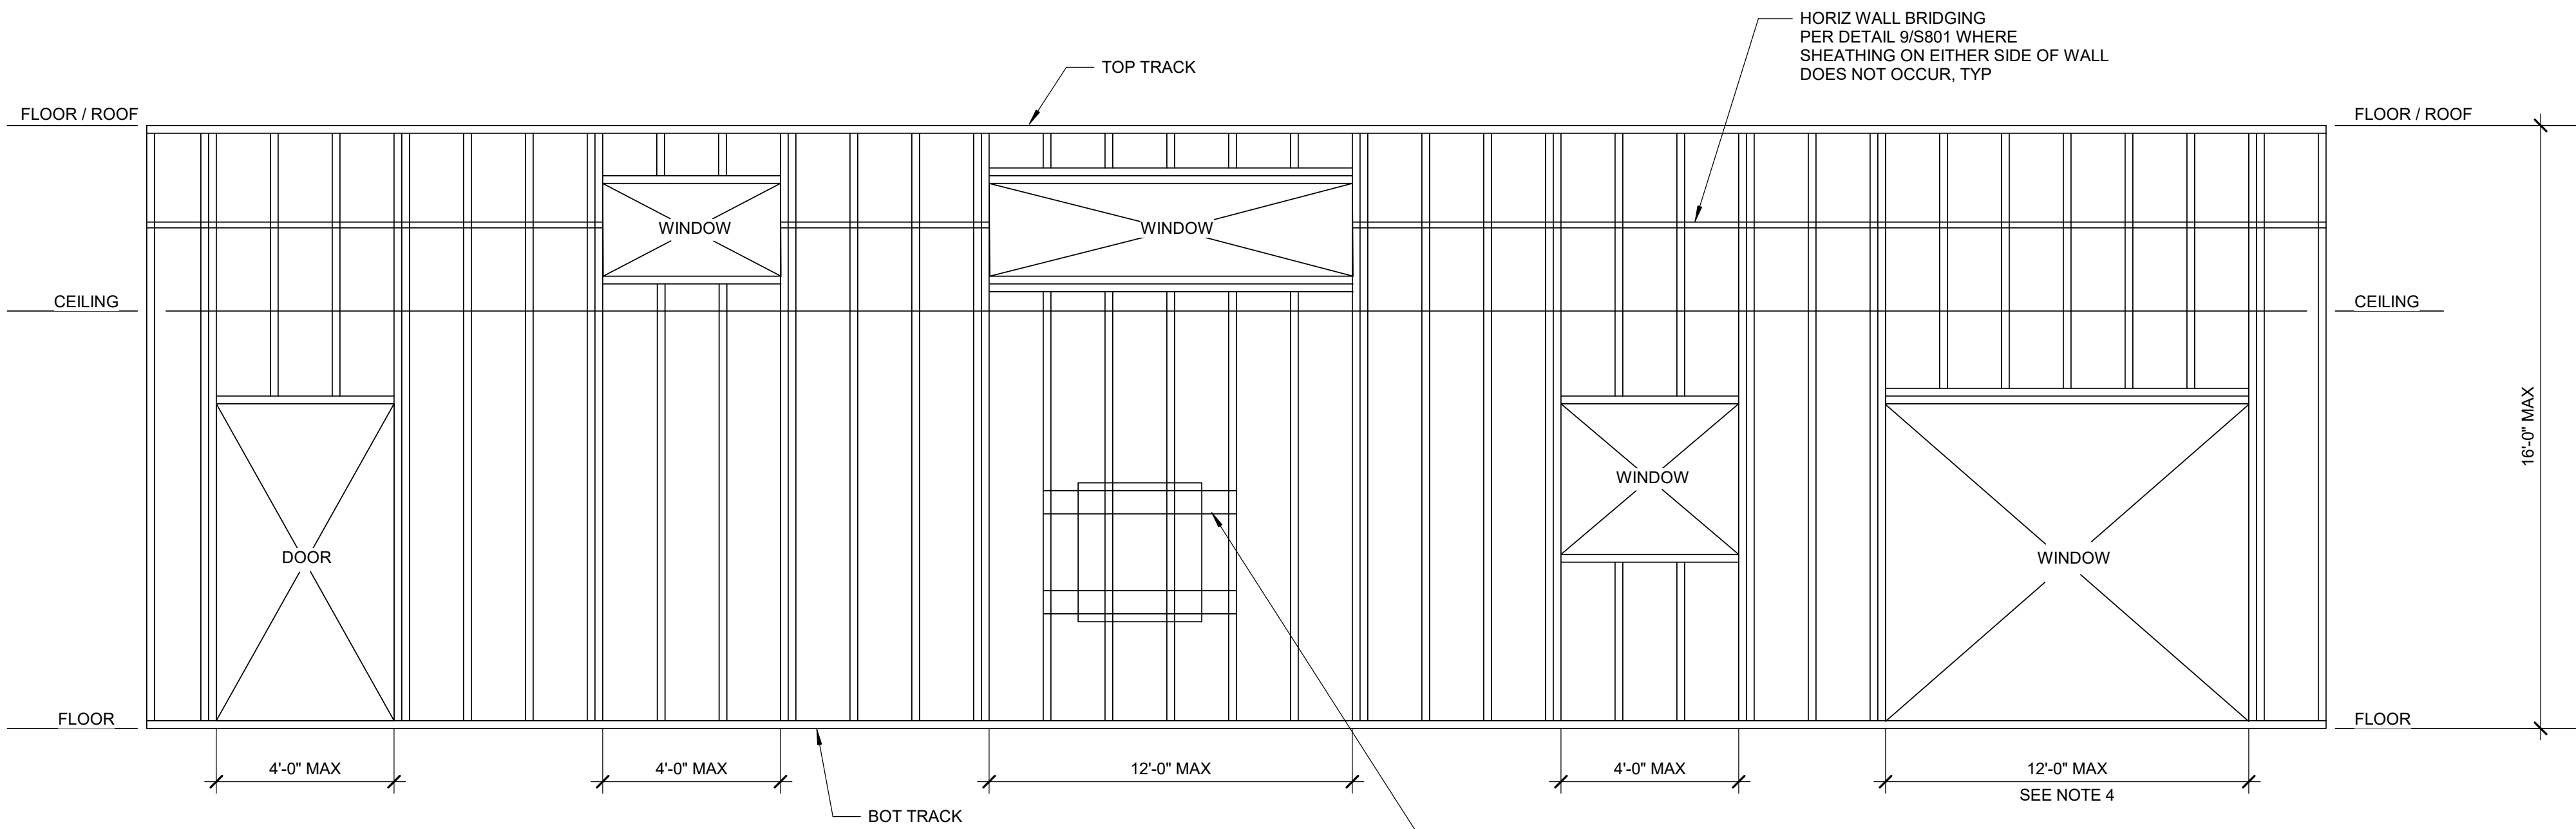 HORIZ WALL BRIDGING
PER DETAIL 9/S801 WHERE
SHEATHING ON EITHER SIDE OF WALL
DOES NOT OCCUR, TYP
TOP TRACK
FLOOR / ROOF
FLOOR / ROOF
WINDOW
WINDOW
CEILING
CEILING
16'-0" MAX
WINDOW
DOOR
WINDOW
FLOOR
FLOOR
4'-0" MAX
4'-0" MAX
12'-0" MAX
4'-0" MAX
12'-0" MAX
SEE NOTE 4
BOT TRACK